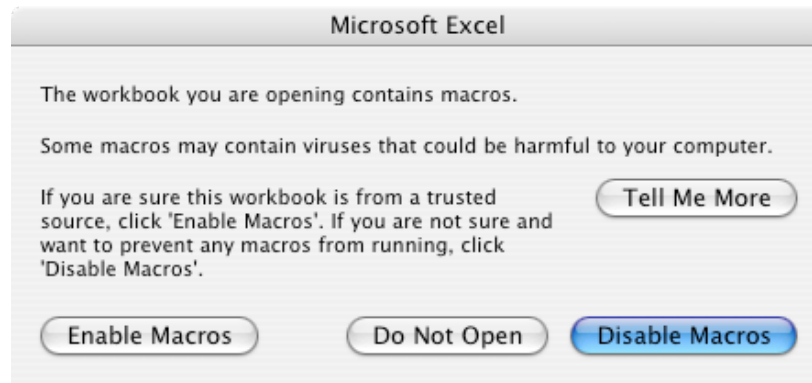 Microsoft Excel
The workbook you are opening contains macros.
Some macros may contain viruses that could be harmful to your computer.
If you are sure this workbook is from a trusted
source, click 'Enable Macros'. If you are not sure and
want to prevent any macros from running, click
'Disable Macros'.
Tell Me More
Enable Macros
Do Not Open
Disable Macros